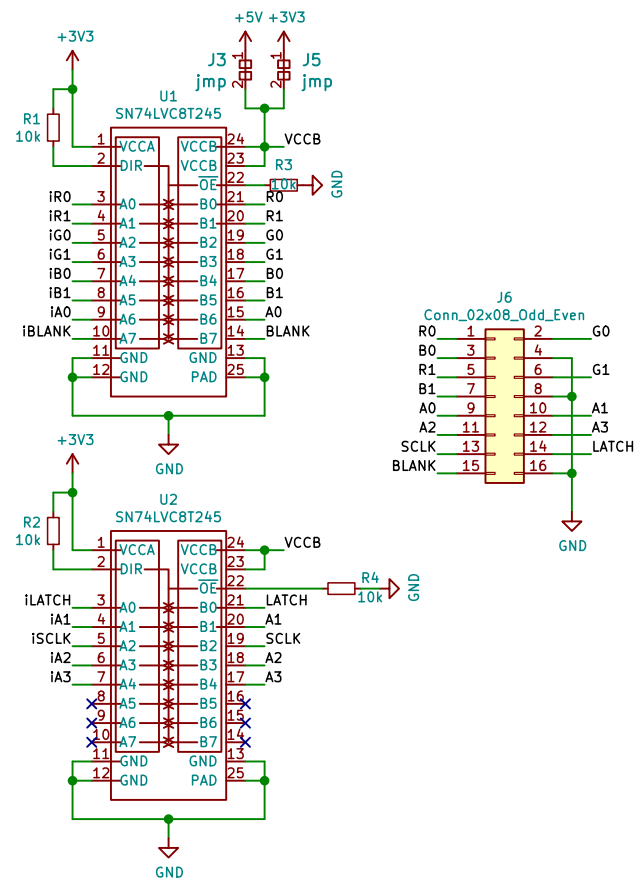 +5V +3V3
+3V3
J3 J5
jmp jmp
1 1
2 2
U1
SN74LVC8T245
R1
10k
VCCB
1 VCCA VCCB 24
2 DIR VCCB 23
R3
OE 22 10k GND
iR0 3 A0 B0 21 R0
iR1 4 A1 B1 20 R1
iG0 5 A2 B2 19 G0
iG1 6 A3 B3 18 G1
iB0 7 A4 B4 17 B0
iB1 8 A5 B5 16 B1
iA0 9 A6 B6 15 A0
iBLANK 10 A7 B7 14 BLANK
11 GND GND 13
12 GND PAD 25
GND
J6
Conn_02x08_Odd_Even
R0 1 2 G0
B0 3 4
R1 5 6 G1
B1 7 8
A0 9 10 A1
A2 11 12 A3
SCLK 13 14 LATCH
BLANK 15 16
GND
+3V3
U2
SN74LVC8T245
R2
10k
VCCB
1 VCCA VCCB 24
2 DIR VCCB 23
OE 22 R4 GND
10k
iLATCH 3 A0 B0 21 LATCH
iA1 4 A1 B1 20 A1
iSCLK 5 A2 B2 19 SCLK
iA2 6 A3 B3 18 A2
iA3 7 A4 B4 17 A3
8 A5 B5 16
9 A6 B6 15
10 A7 B7 14
11 GND GND 13
12 GND PAD 25
GND